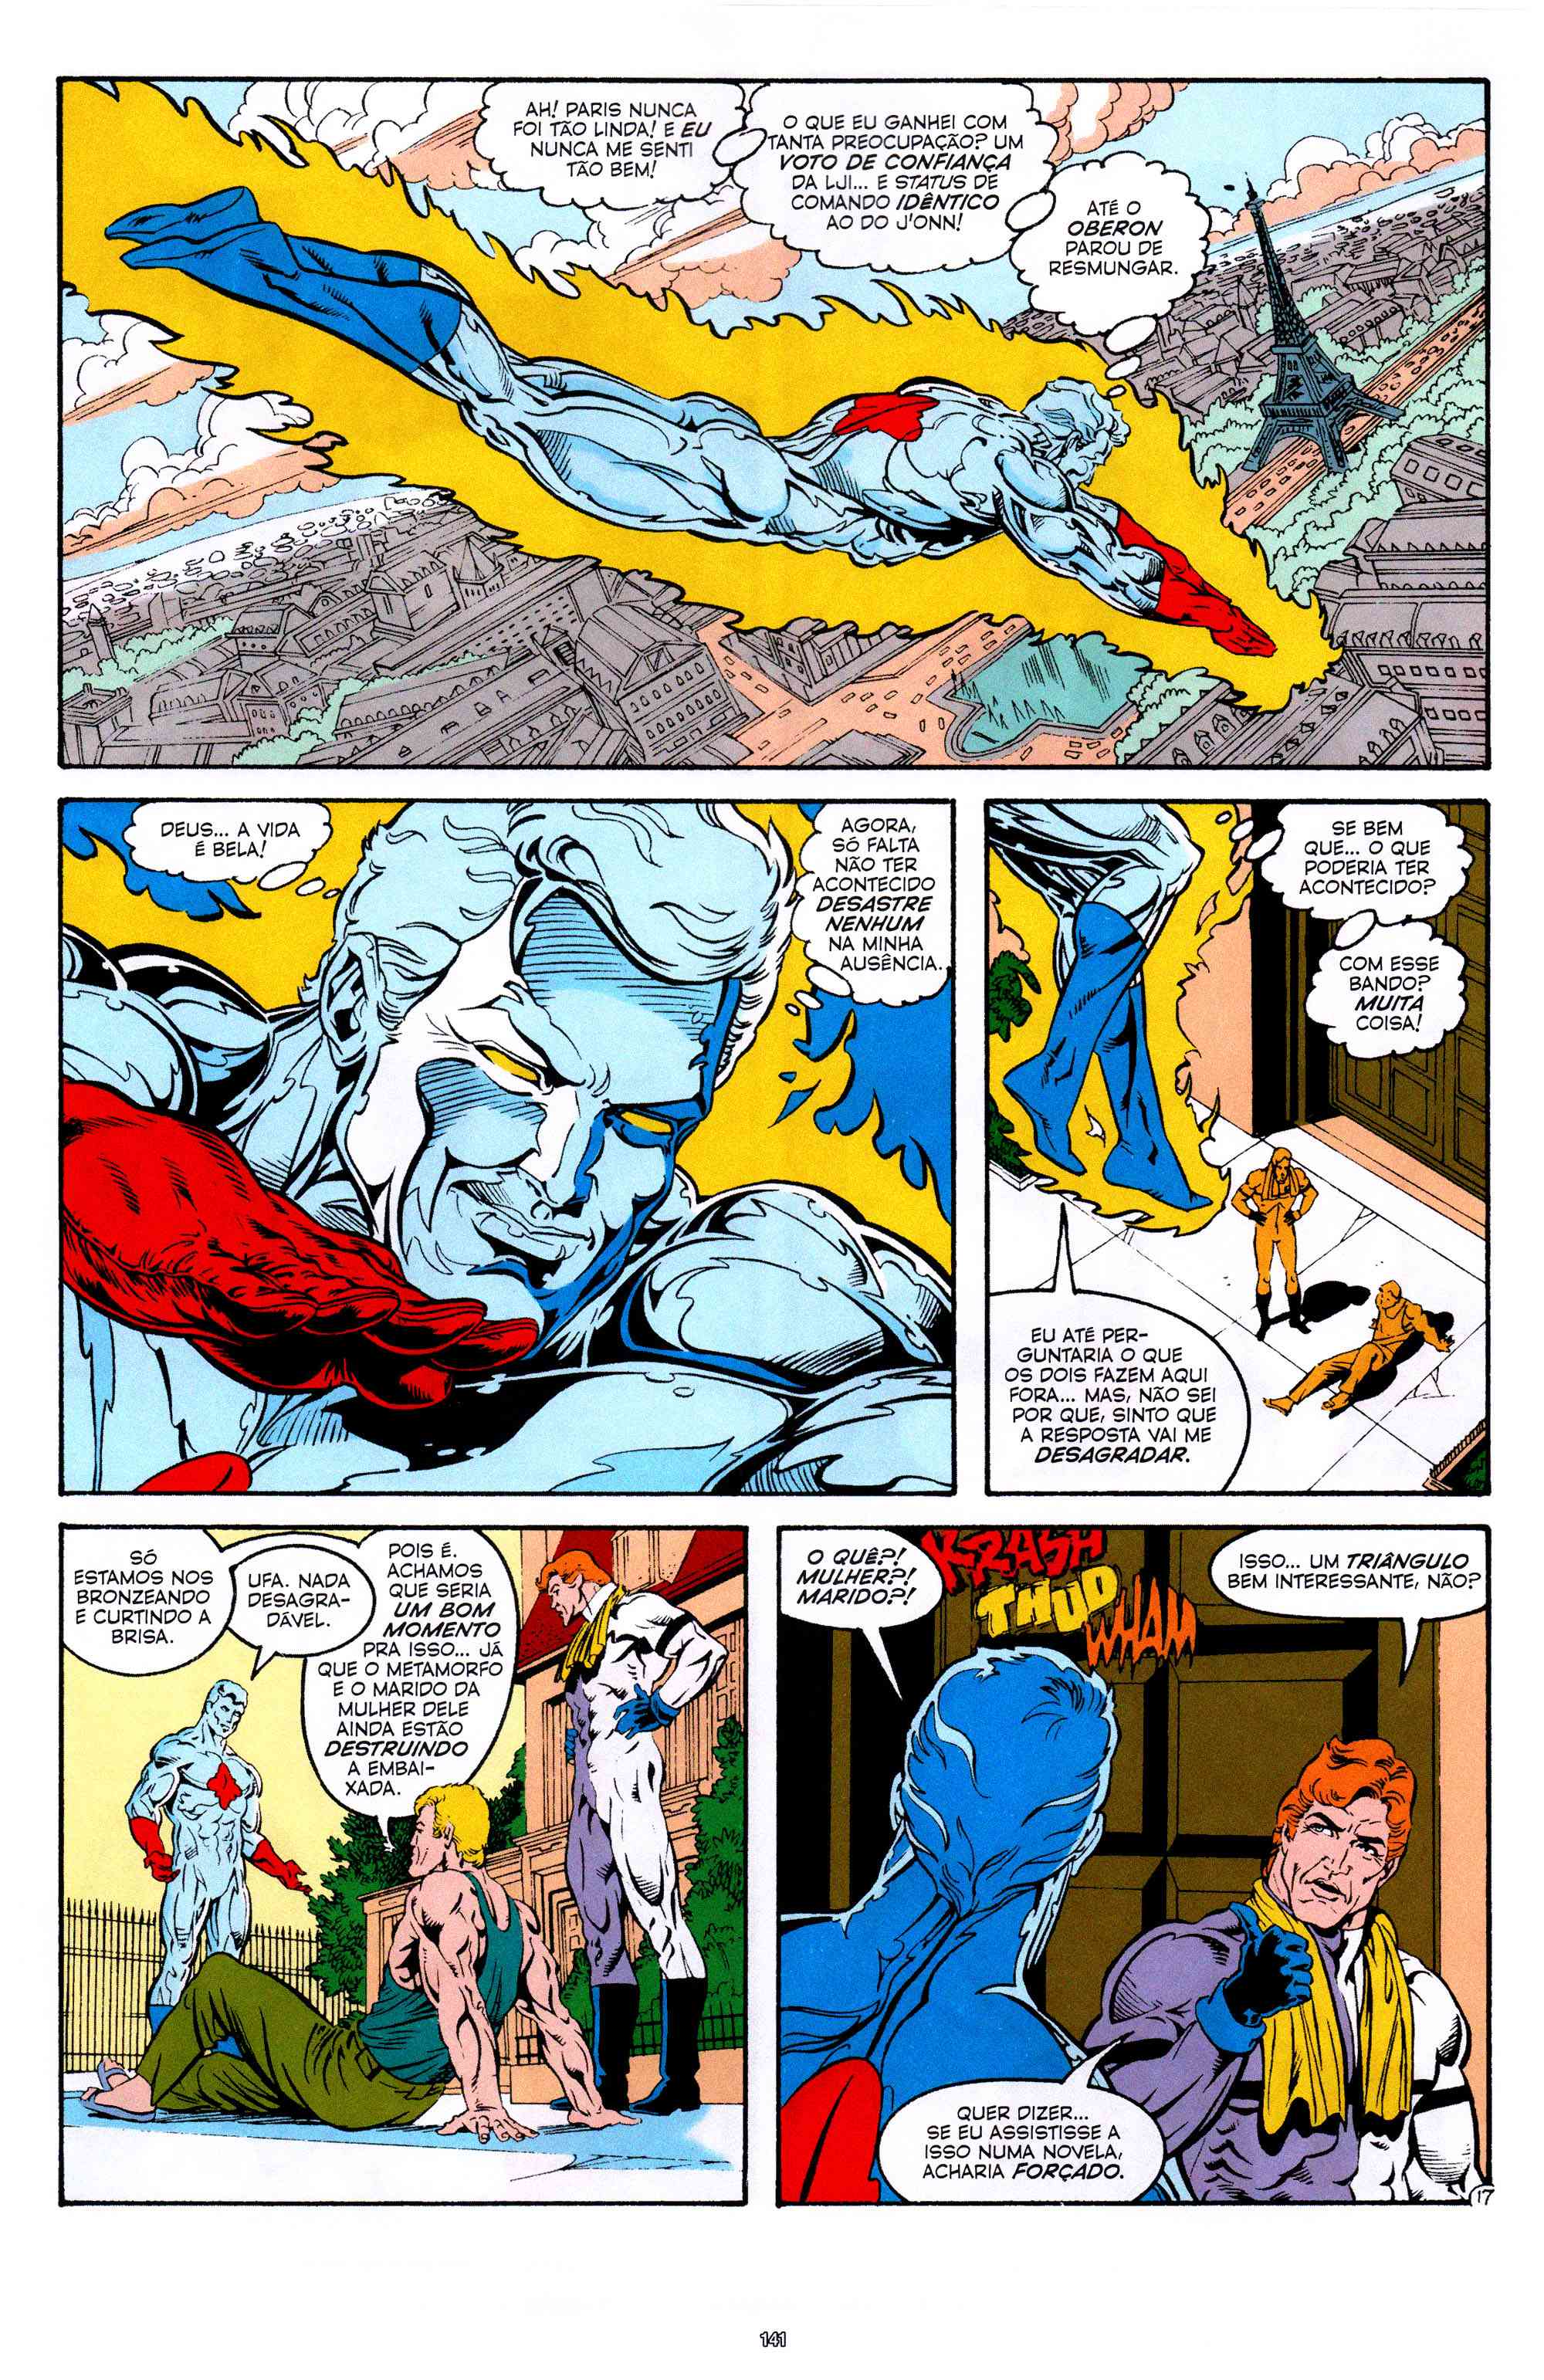 AH! PARIS NUNCA
FOI TÃO LINDA! E EU
NUNCA ME SENTI
TÃO BEM!
O QUE EU GANHEI COM
TANTA PREOCUPAÇÃO? UM
VOTO DE CONFIANÇA
DA LJI... E STATUS DE
COMANDO IDÊNTICO
AO DO J'ONN!
ATÉ O
OBERON
PAROU DE
RESMUNGAR.
DEUS... A VIDA
É BELA!
AGORA,
SÓ FALTA
NÃO TER
ACONTECIDO
DESASTRE
NENHUM
NA MINHA
AUSÊNCIA.
SE BEM
QUE... O QUE
PODERIA TER
ACONTECIDO?
COM ESSE
BANDO?
MUITA
COISA!
EU ATÉ PER-
GUNTARIA O QUE
OS DOIS FAZEM AQUI
FORA... MAS, NÃO SEI
POR QUE, SINTO QUE
A RESPOSTA VAI ME
DESAGRADAR.
SÓ
ESTAMOS NOS
BRONZEANDO
E CURTINDO A
BRISA.
UFA. NADA
DESAGRA-
DÁVEL.
POIS É.
ACHAMOS
QUE SERIA
UM BOM
MOMENTO
PRA ISSO... JÁ
QUE O METAMORFO
E O MARIDO DA
MULHER DELE
AINDA ESTÃO
DESTRUINDO
A EMBAI-
XADA.
O QUÊ?!
MULHER?!
MARIDO?!
KRASH
THUD
WHAM
ISSO... UM TRIÂNGULO
BEM INTERESSANTE, NÃO?
QUER DIZER...
SE EU ASSISTISSE A
ISSO NUMA NOVELA,
ACHARIA FORÇADO.
17
141